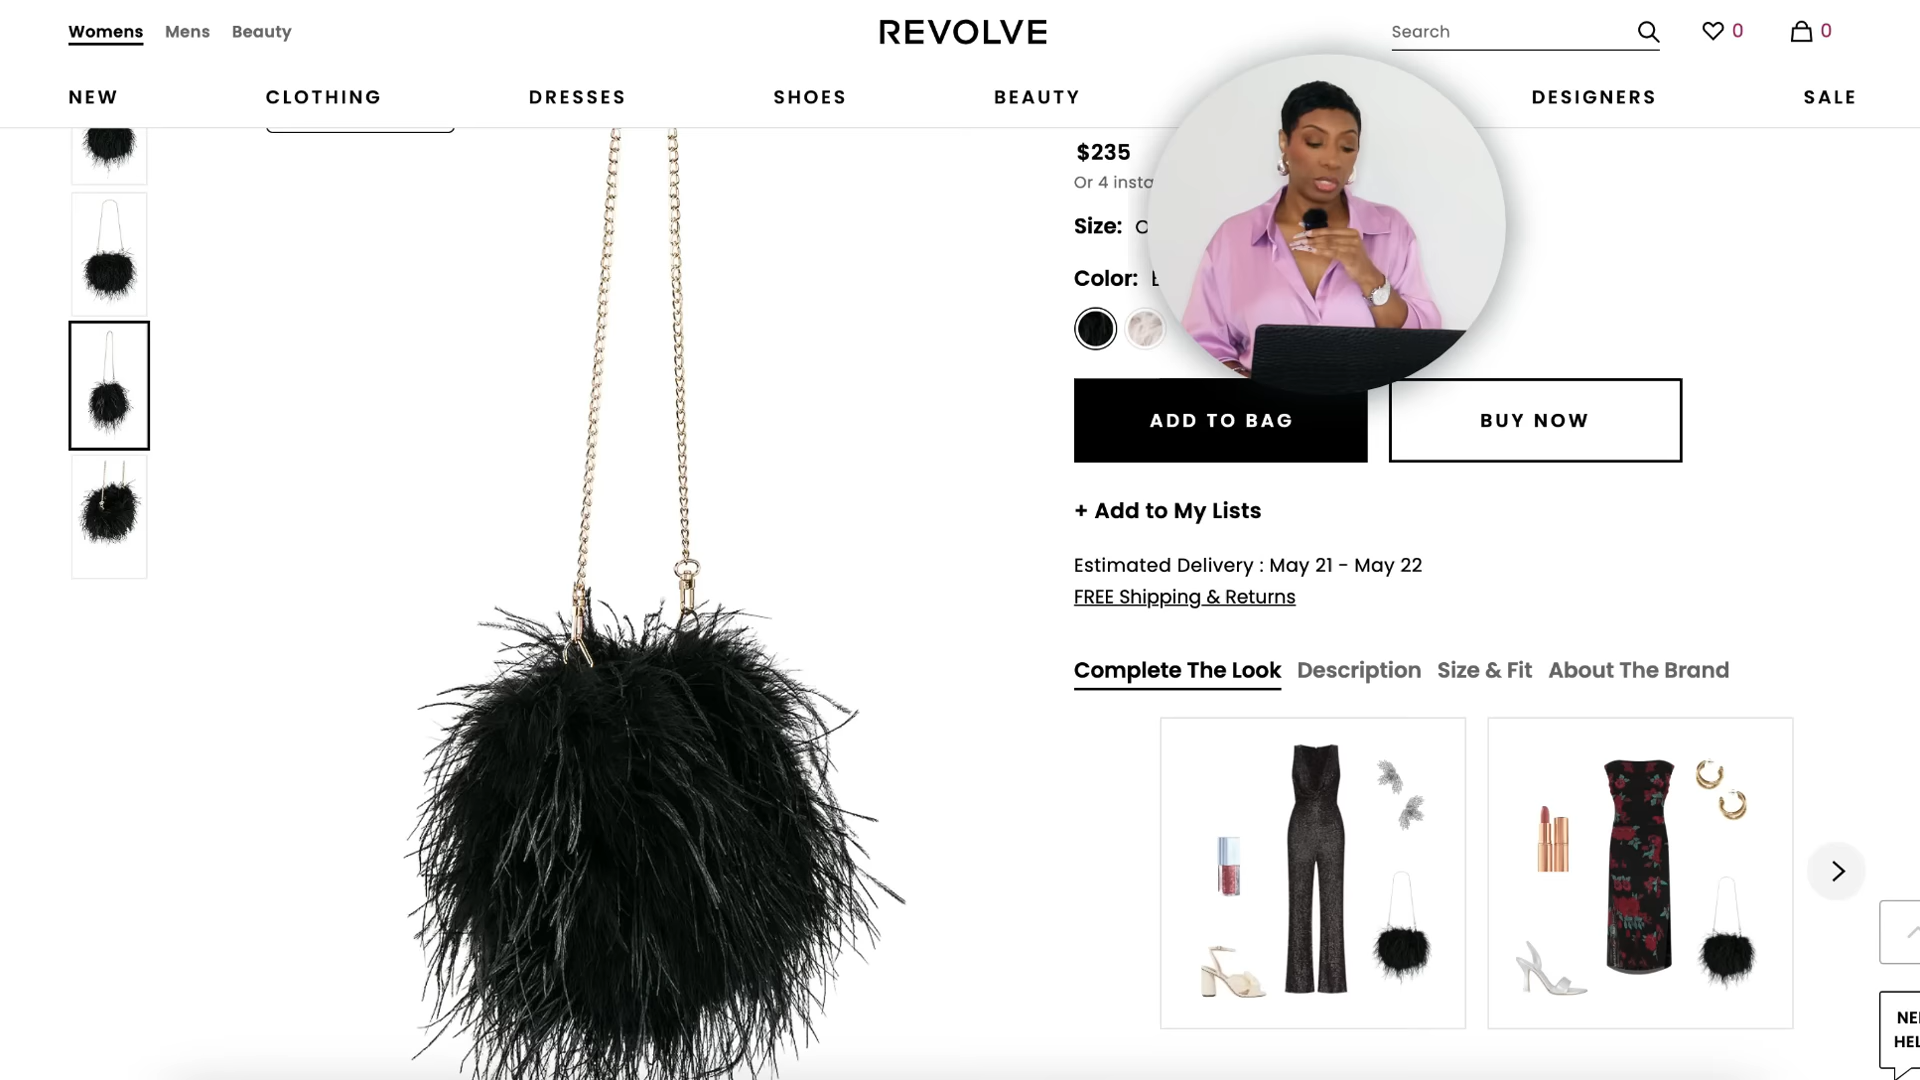 Womens Mens Beauty
REVOLVE
Search
0
0
NEW CLOTHING DRESSES SHOES BEAUTY DESIGNERS SALE
$235
Or 4
Size:
Color:
ADD TO BAG
BUY NOW
+ Add to My Lists
Estimated Delivery : May 21 - May 22
FREE Shipping & Returns
Complete The Look Description Size & Fit About The Brand